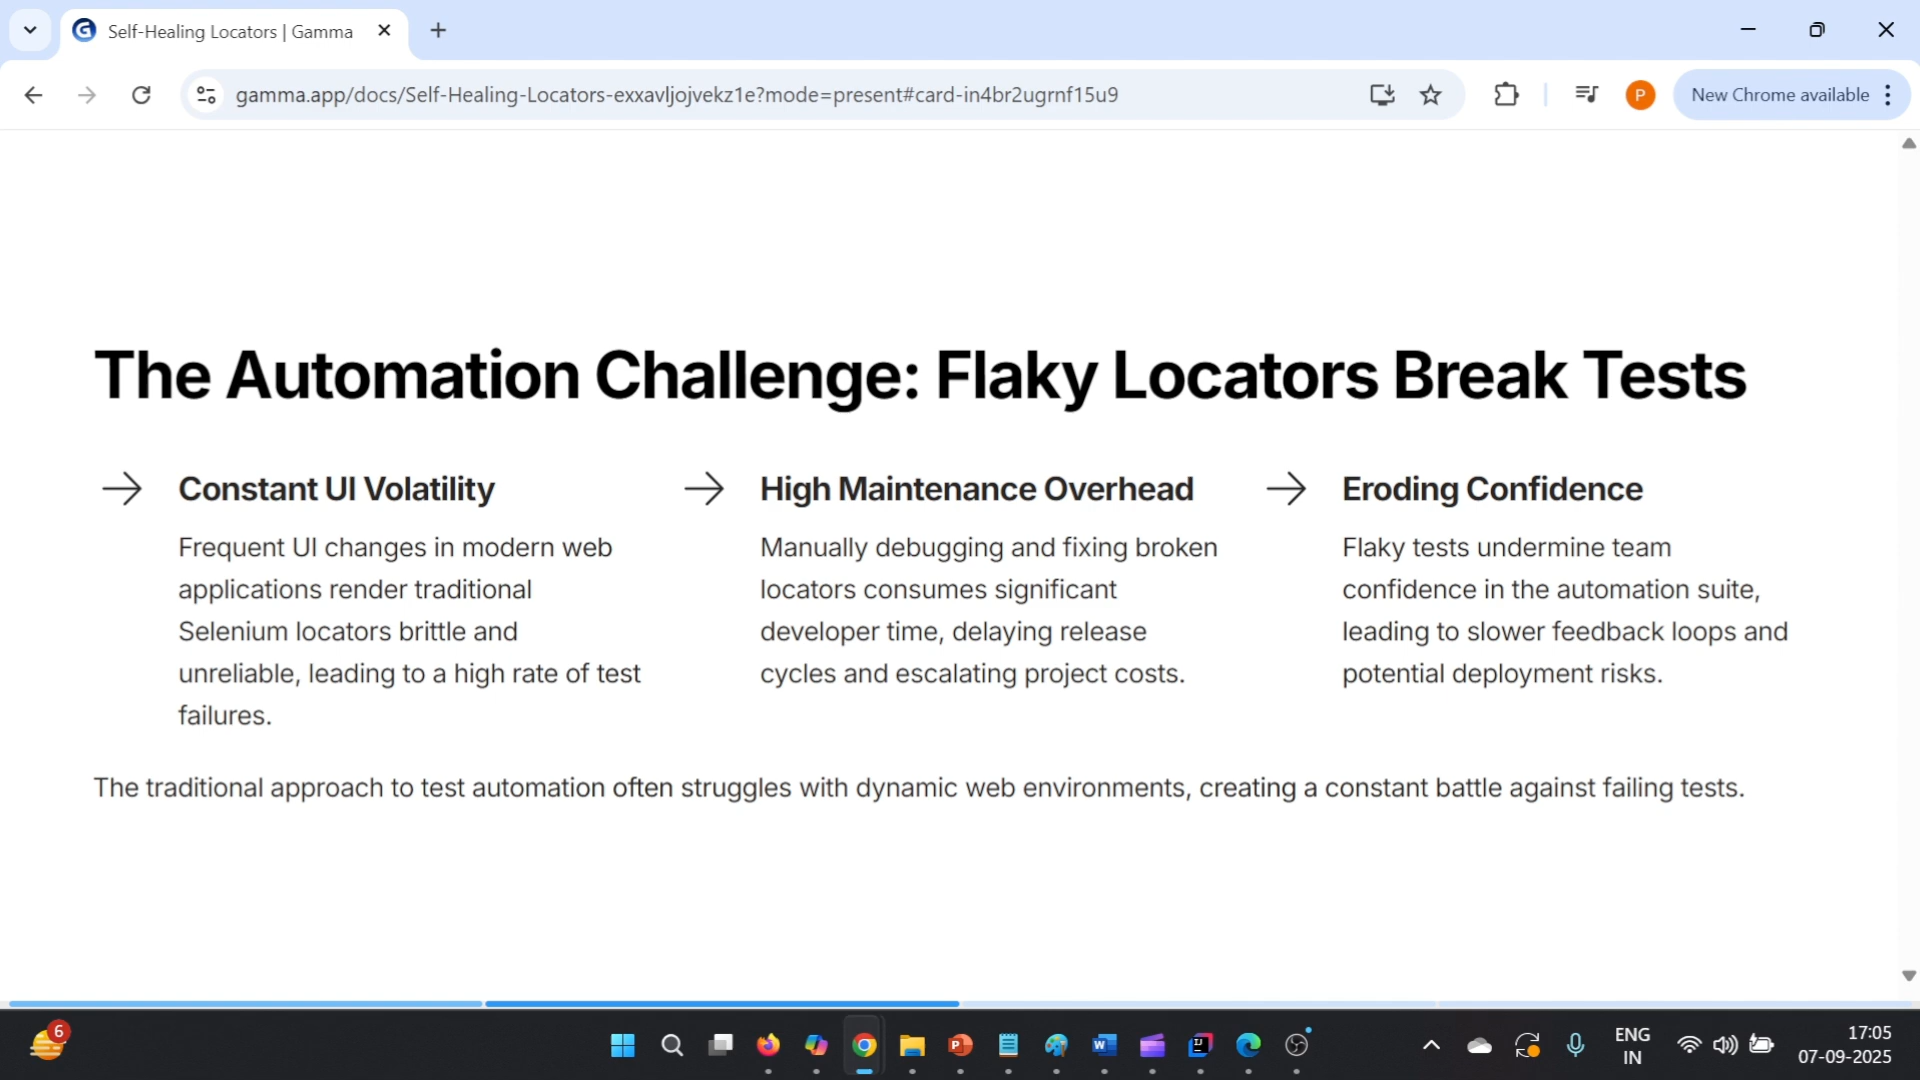 Self-Healing Locators | Gamma
gamma.app/docs/Self-Healing-Locators-exxavljojvekz1e?mode=present#card-in4br2ugrnf15u9
P
New Chrome available
The Automation Challenge: Flaky Locators Break Tests
Constant UI Volatility
Frequent UI changes in modern web
applications render traditional
Selenium locators brittle and
unreliable, leading to a high rate of test
failures.
High Maintenance Overhead
Manually debugging and fixing broken
locators consumes significant
developer time, delaying release
cycles and escalating project costs.
Eroding Confidence
Flaky tests undermine team
confidence in the automation suite,
leading to slower feedback loops and
potential deployment risks.
The traditional approach to test automation often struggles with dynamic web environments, creating a constant battle against failing tests.
6
P
W
IJ
ENG
IN
17:05
07-09-2025